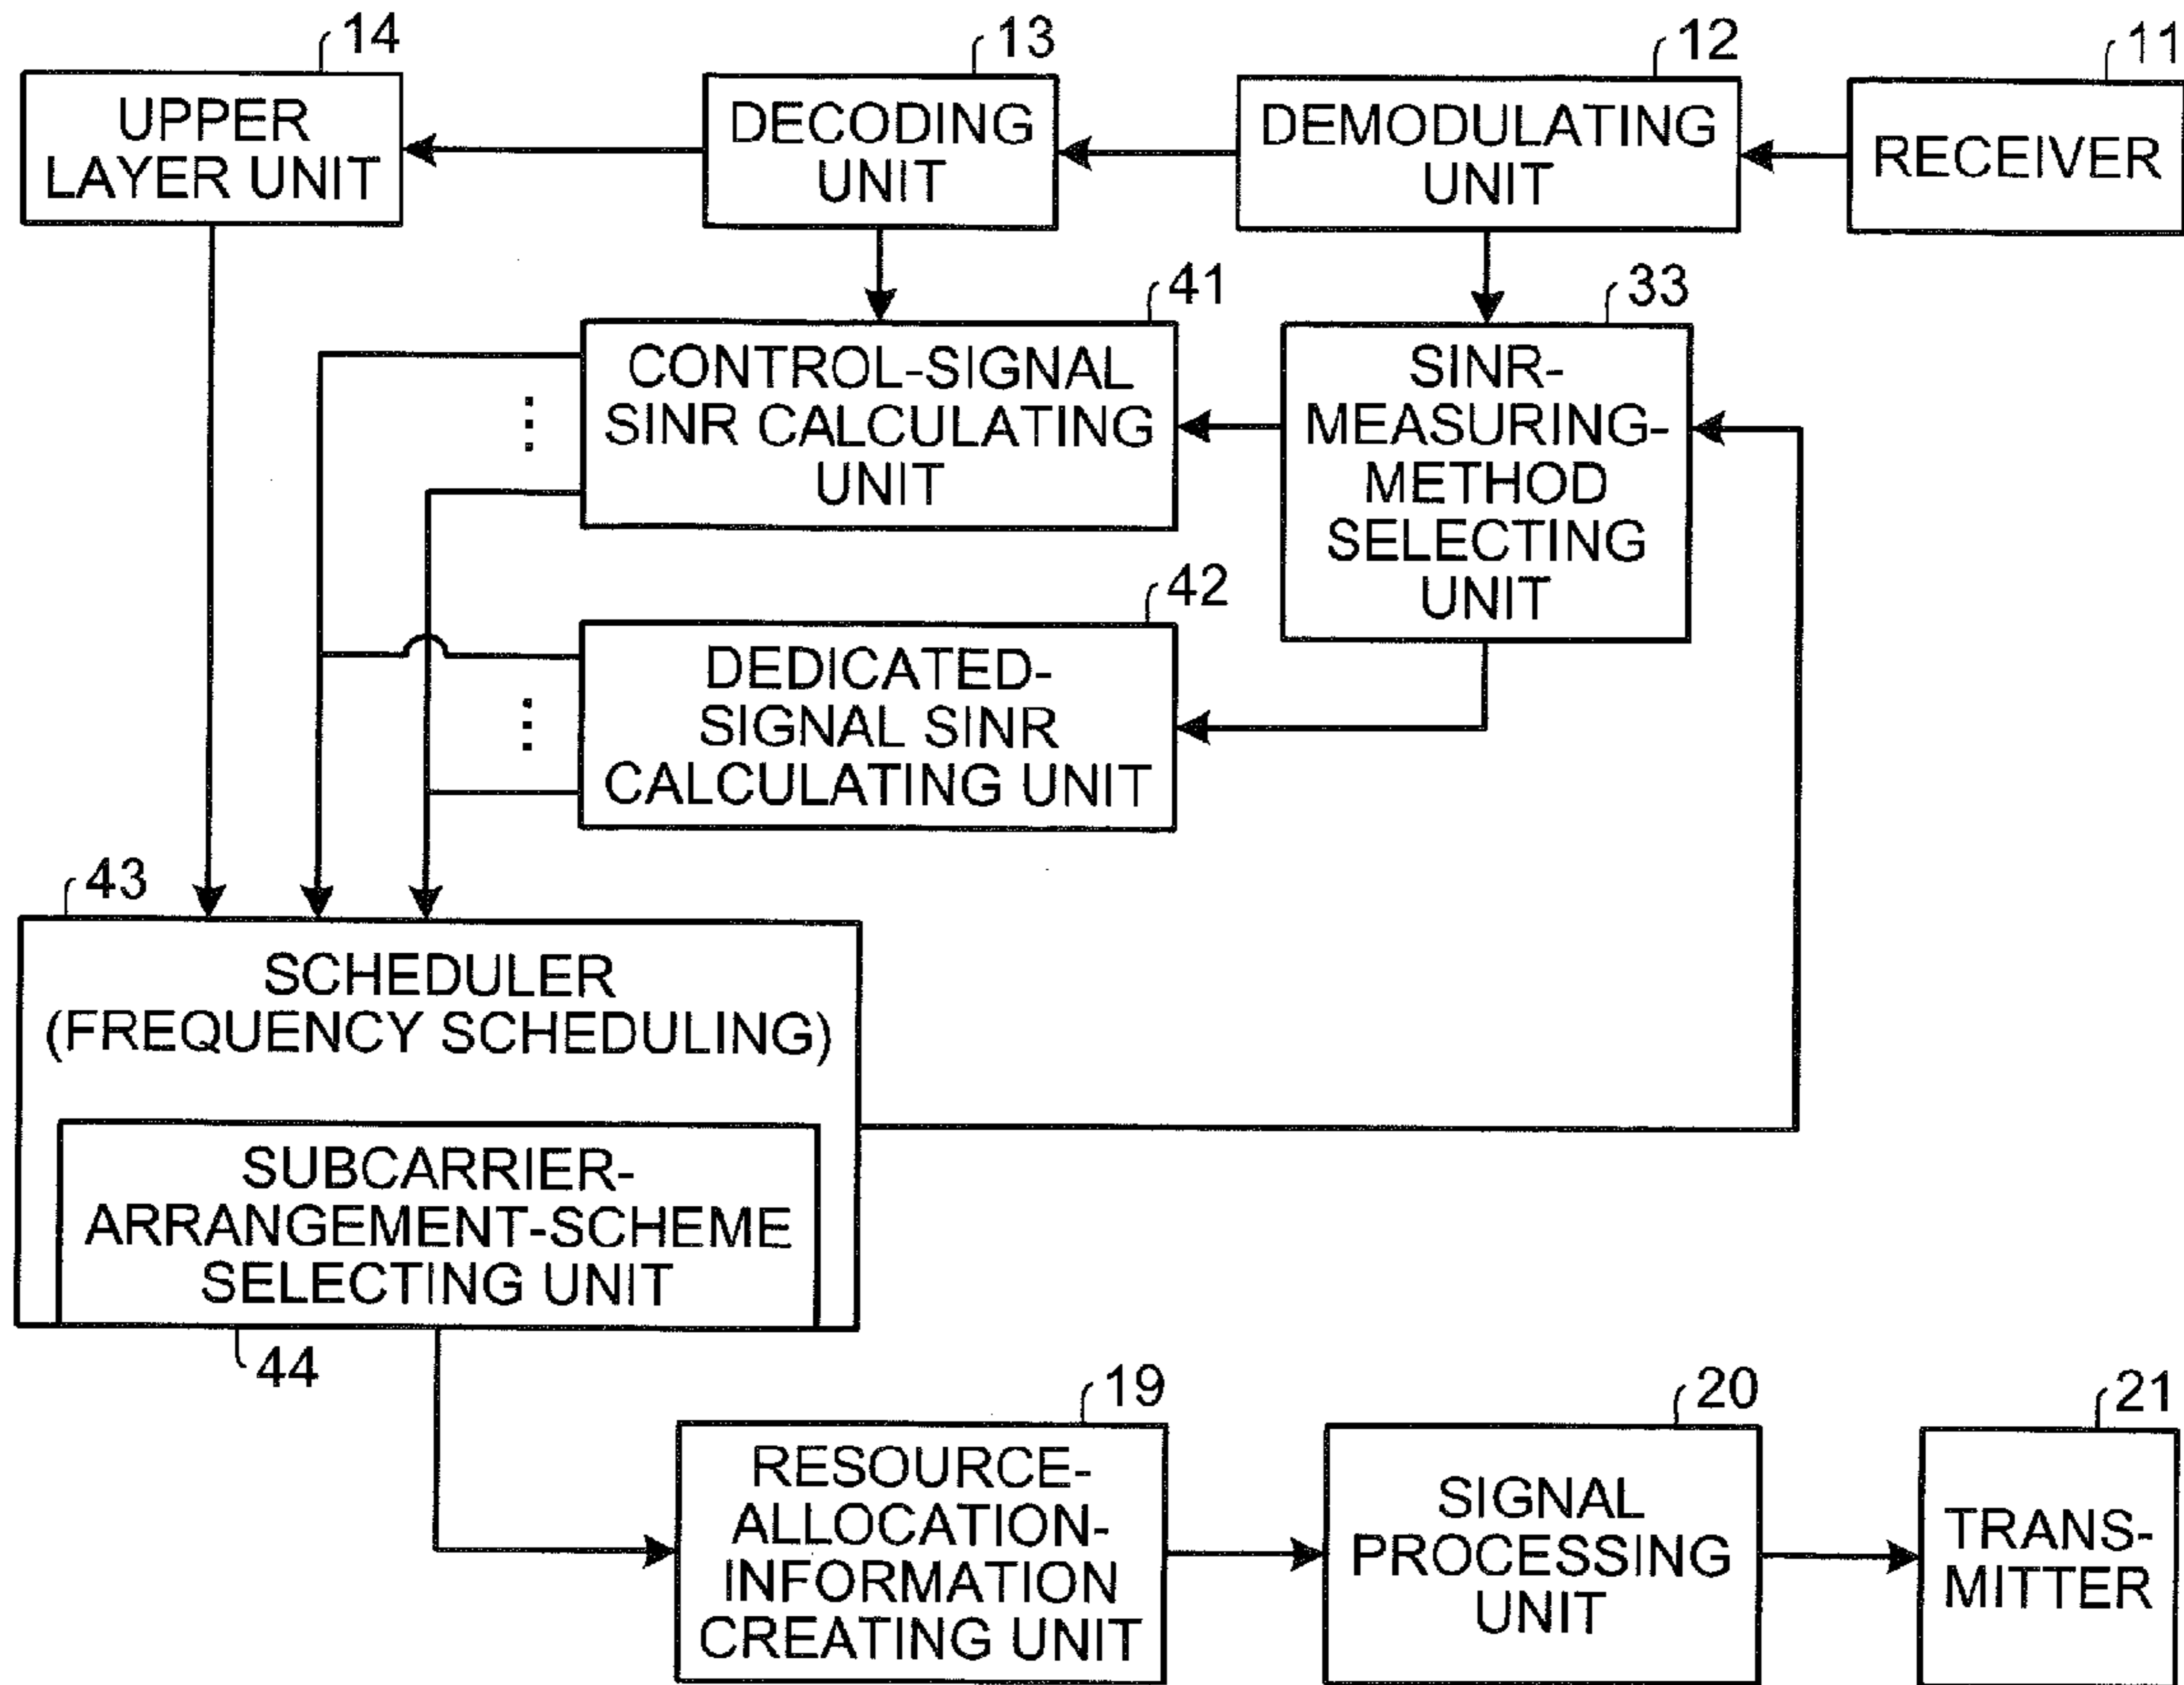 14
13
12
11
UPPER
LAYER UNIT
DECODING
UNIT
DEMODULATING
UNIT
RECEIVER
41
33
CONTROL-SIGNAL
SINR CALCULATING
UNIT
SINR-
MEASURING-
METHOD
SELECTING
UNIT
42
DEDICATED-
SIGNAL SINR
CALCULATING UNIT
43
SCHEDULER
(FREQUENCY SCHEDULING)
SUBCARRIER-
ARRANGEMENT-SCHEME
SELECTING UNIT
44
19
20
21
RESOURCE-
ALLOCATION-
INFORMATION
CREATING UNIT
SIGNAL
PROCESSING
UNIT
TRANS-
MITTER